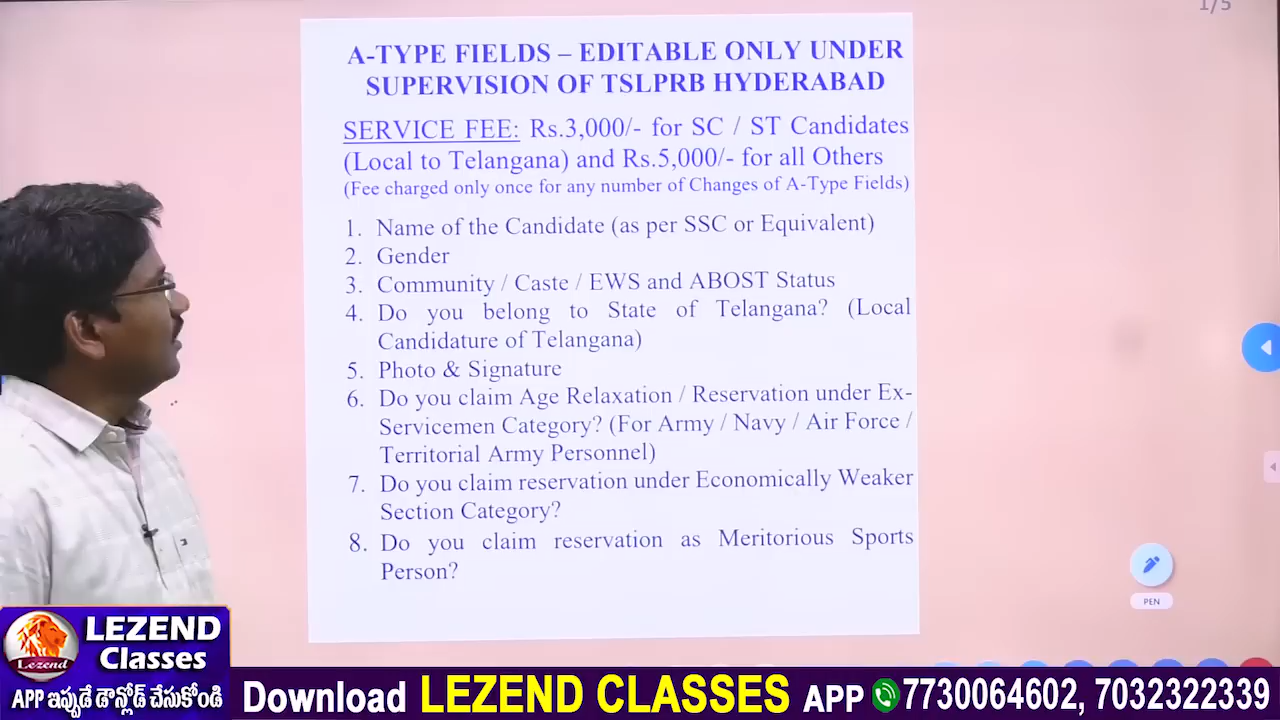 1/5
A-TYPE FIELDS – EDITABLE ONLY UNDER
SUPERVISION OF TSLPRB HYDERABAD
SERVICE FEE: Rs.3,000/- for SC / ST Candidates
(Local to Telangana) and Rs.5,000/- for all Others
(Fee charged only once for any number of Changes of A-Type Fields)
1. Name of the Candidate (as per SSC or Equivalent)
2. Gender
3. Community / Caste / EWS and ABOST Status
4. Do you belong to State of Telangana? (Local
Candidature of Telangana)
5. Photo & Signature
6. Do you claim Age Relaxation / Reservation under Ex-
Servicemen Category? (For Army / Navy / Air Force /
Territorial Army Personnel)
7. Do you claim reservation under Economically Weaker
Section Category?
8. Do you claim reservation as Meritorious Sports
Person?
PEN
Lezend
LEZEND
Classes
APP ఇప్పుడే డౌన్లోడ్ చేసుకోండి
Download LEZEND CLASSES APP 7730064602, 7032322339